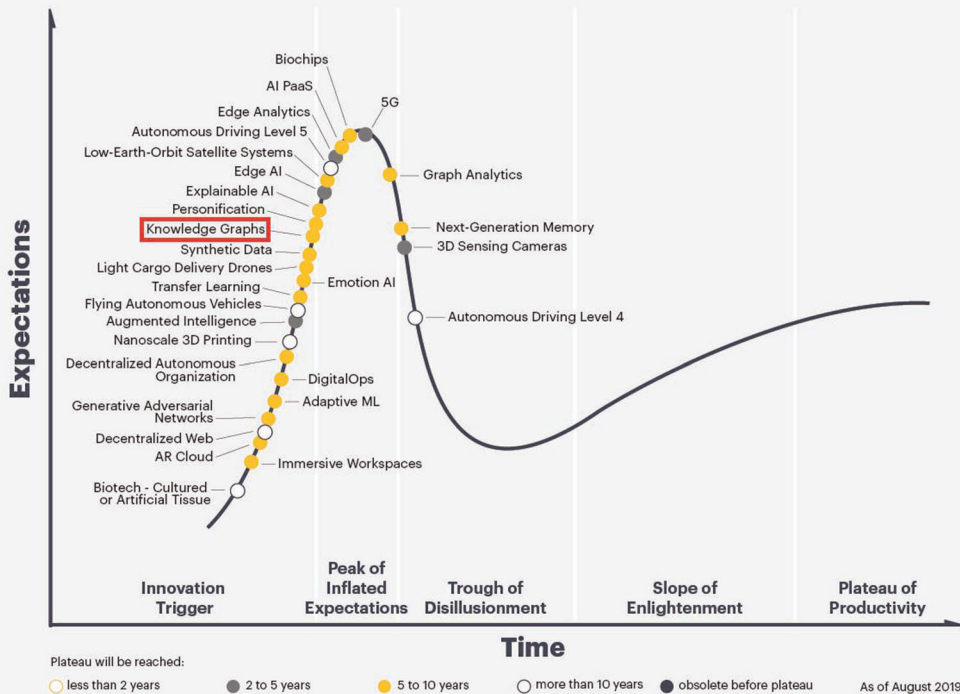 Biochips
AI PaaS
5G
Edge Analytics
Autonomous Driving Level 5
Low-Earth-Orbit Satellite Systems
Edge AI
Graph Analytics
Explainable AI
Personification
Knowledge Graphs
Next-Generation Memory
3D Sensing Cameras
Synthetic Data
Light Cargo Delivery Drones
Emotion AI
Transfer Learning
Flying Autonomous Vehicles
Augmented Intelligence
Autonomous Driving Level 4
Nanoscale 3D Printing
Decentralized Autonomous
Organization
DigitalOps
Adaptive ML
Generative Adversarial
Networks
Decentralized Web
AR Cloud
Immersive Workspaces
Biotech - Cultured
or Artificial Tissue
Expectations
Innovation
Trigger
Peak of
Inflated
Expectations
Trough of
Disillusionment
Slope of
Enlightenment
Plateau of
Productivity
Time
Plateau will be reached:
less than 2 years
2 to 5 years
5 to 10 years
more than 10 years
obsolete before plateau
As of August 2019